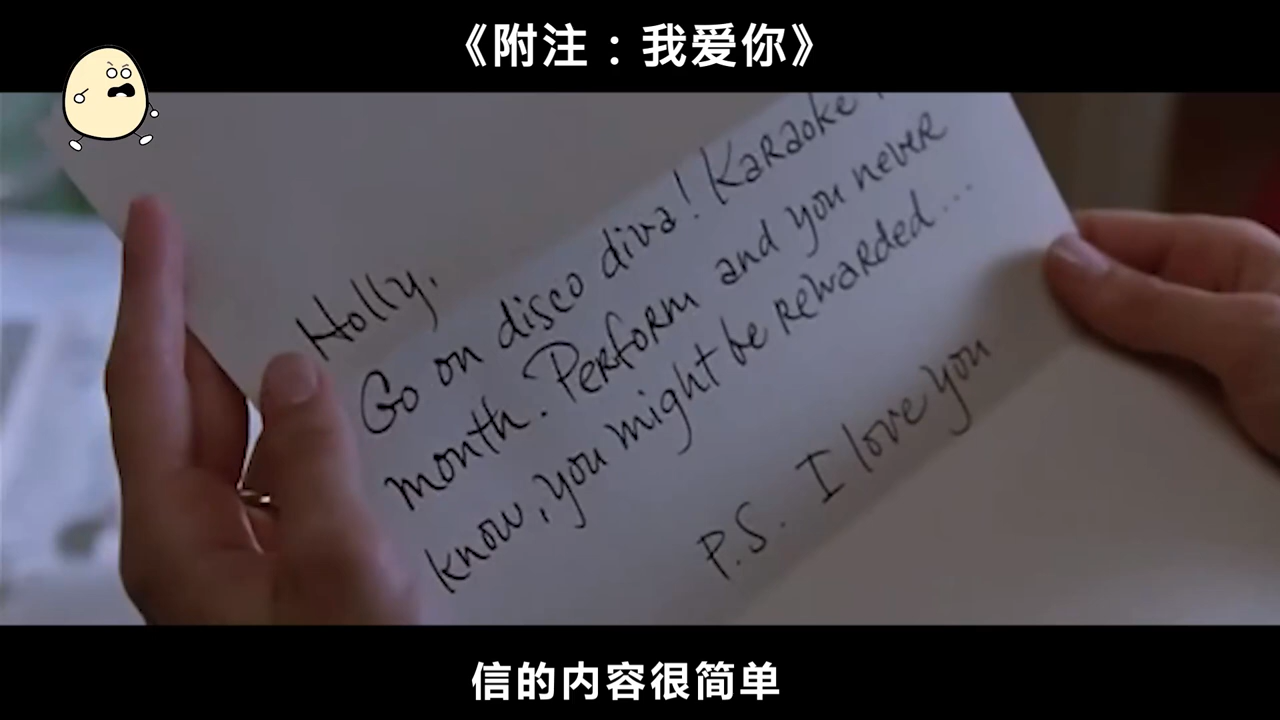 《附注：我爱你》
Holly,
Go on disco diva! Karaoke
month. Perform and you never
know, you might be rewarded...
P.S. I love you
信的内容很简单